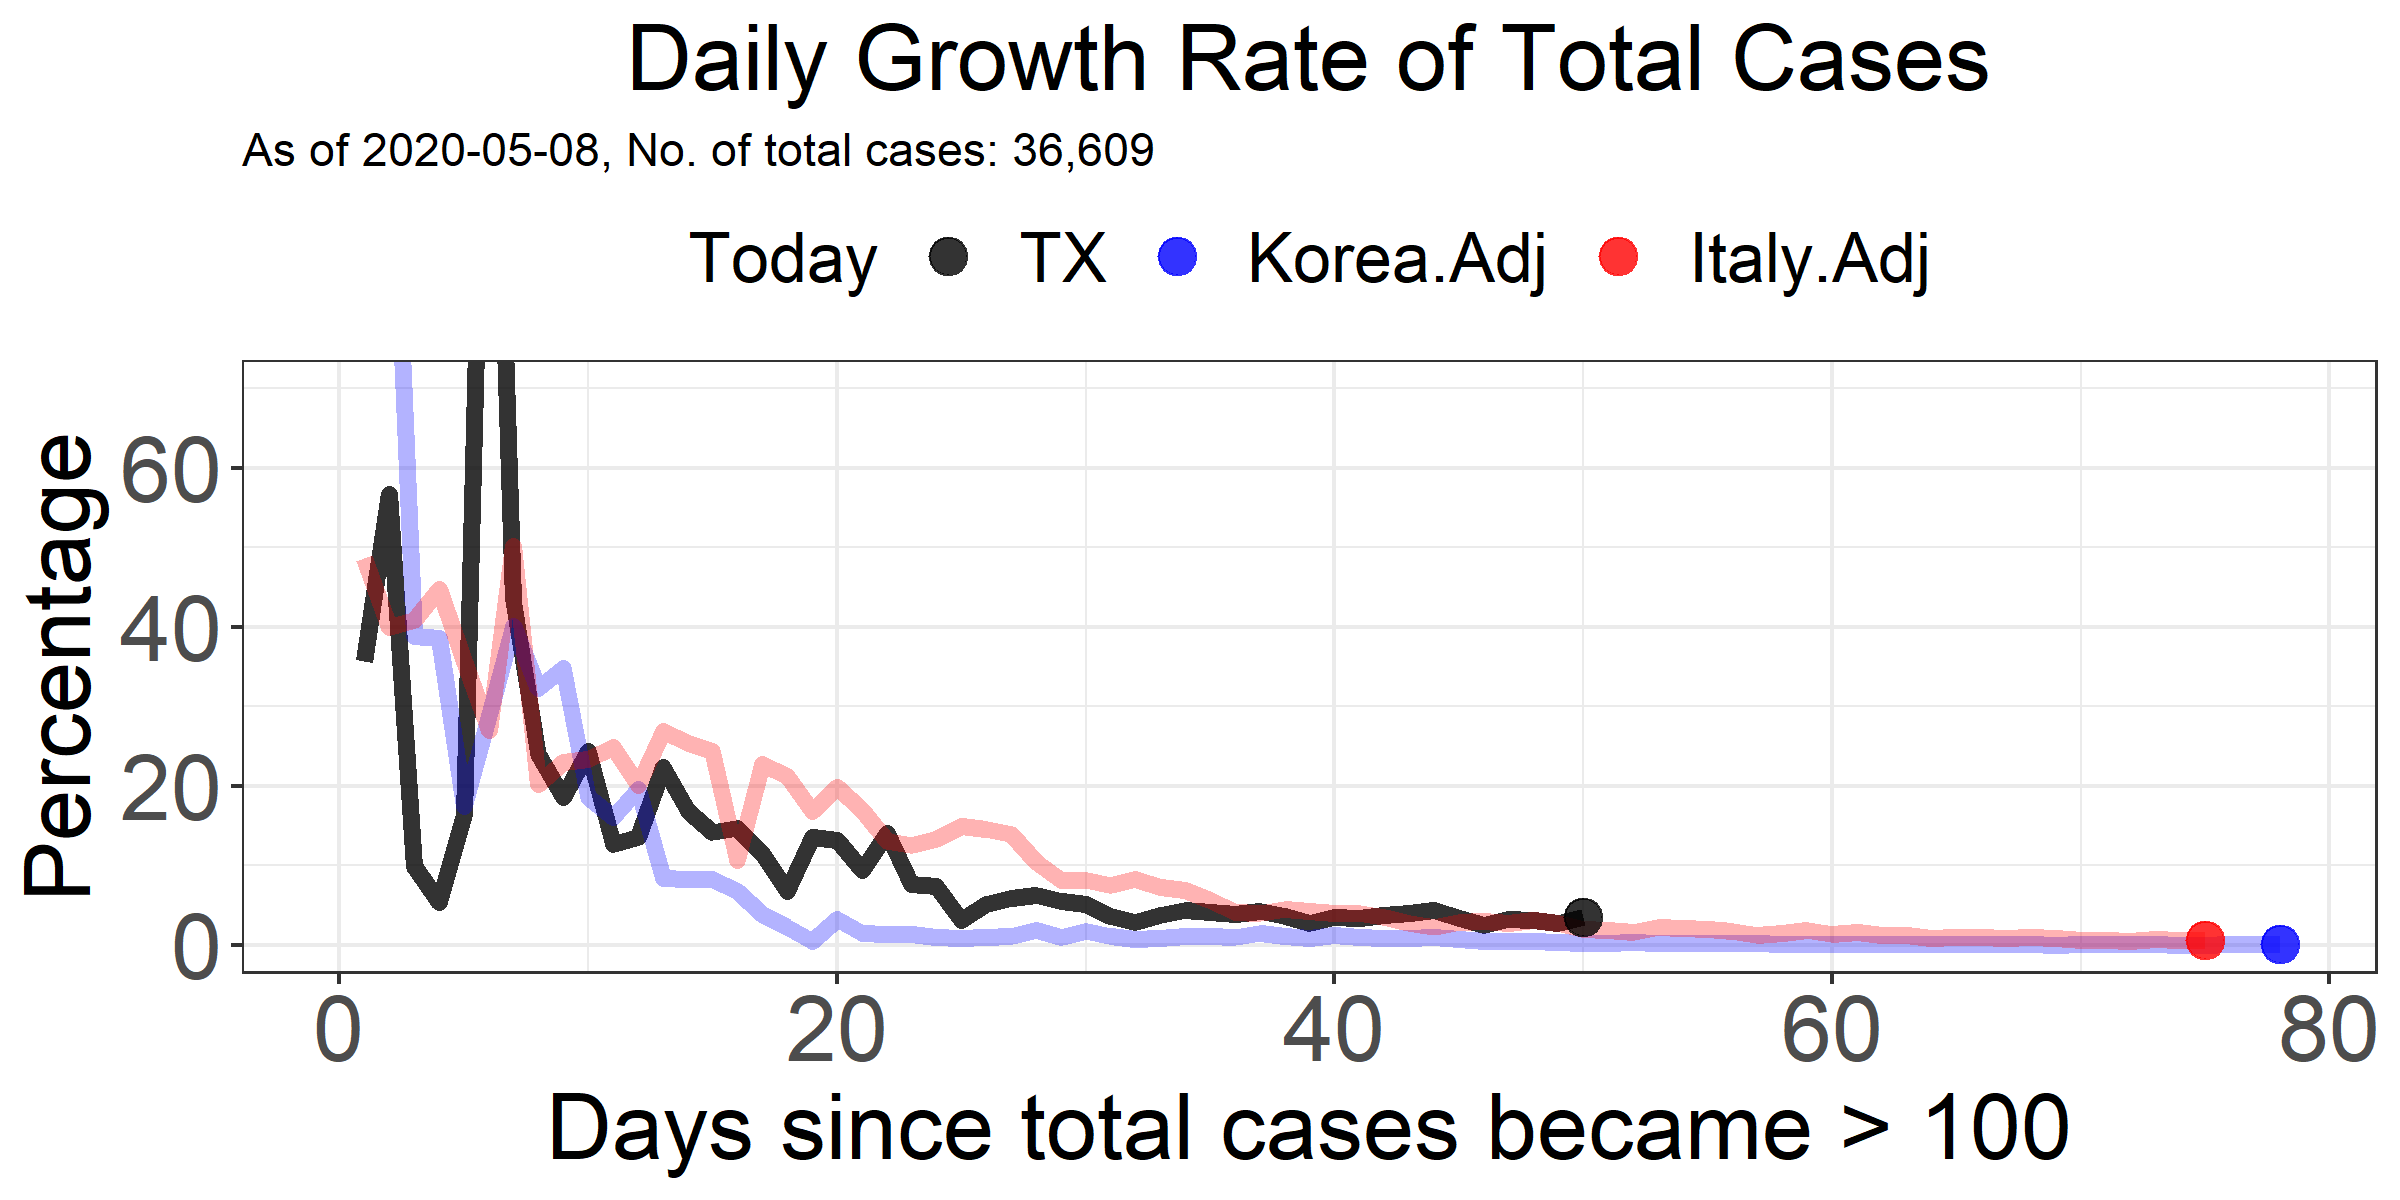 Daily Growth Rate of Total Cases
As of 2020-05-08, No. of total cases: 36,609
Today TX Korea.Adj Italy.Adj
Percentage
60
40
20
0
0 20 40 60 80
Days since total cases became > 100